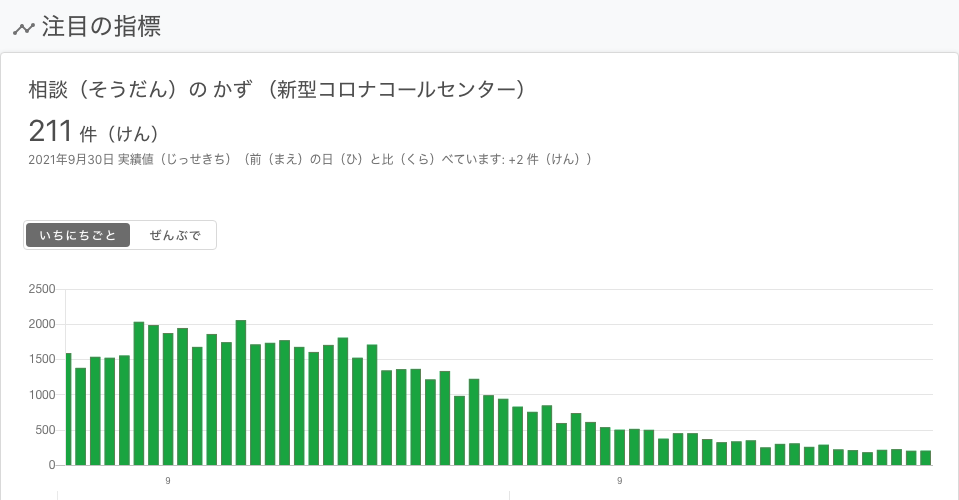 注目の指標
相談（そうだん）の かず （新型コロナコールセンター）
211 件（けん）
2021年9月30日 実績値（じっせきち）（前（まえ）の日（ひ）と比（くら）べています: +2 件（けん））
いちにちごと ぜんぶで
2500
2000
1500
1000
500
0
9 9